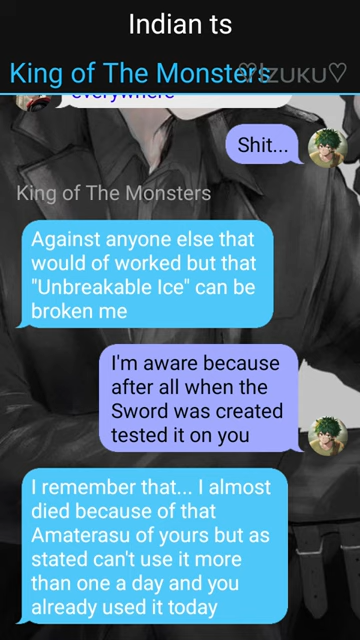 Indian ts
King of The Monsters
♡IZUKU♡
everywhere
Shit...
King of The Monsters
Against anyone else that
would of worked but that
"Unbreakable Ice" can be
broken me
I'm aware because
after all when the
Sword was created
tested it on you
I remember that... I almost
died because of that
Amaterasu of yours but as
stated can't use it more
than one a day and you
already used it today